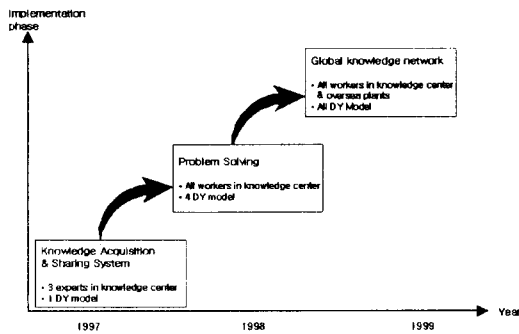 Implementation
phase
Global knowledge network
• All workers in knowledge center
& oversea plants
• All DY Model
Problem Solving
• All workers in knowledge center
• 4 DY model
Knowledge Acquisition
& Sharing System
• 3 experts in knowledge center
• 1 DY model
Year
1997
1998
1999